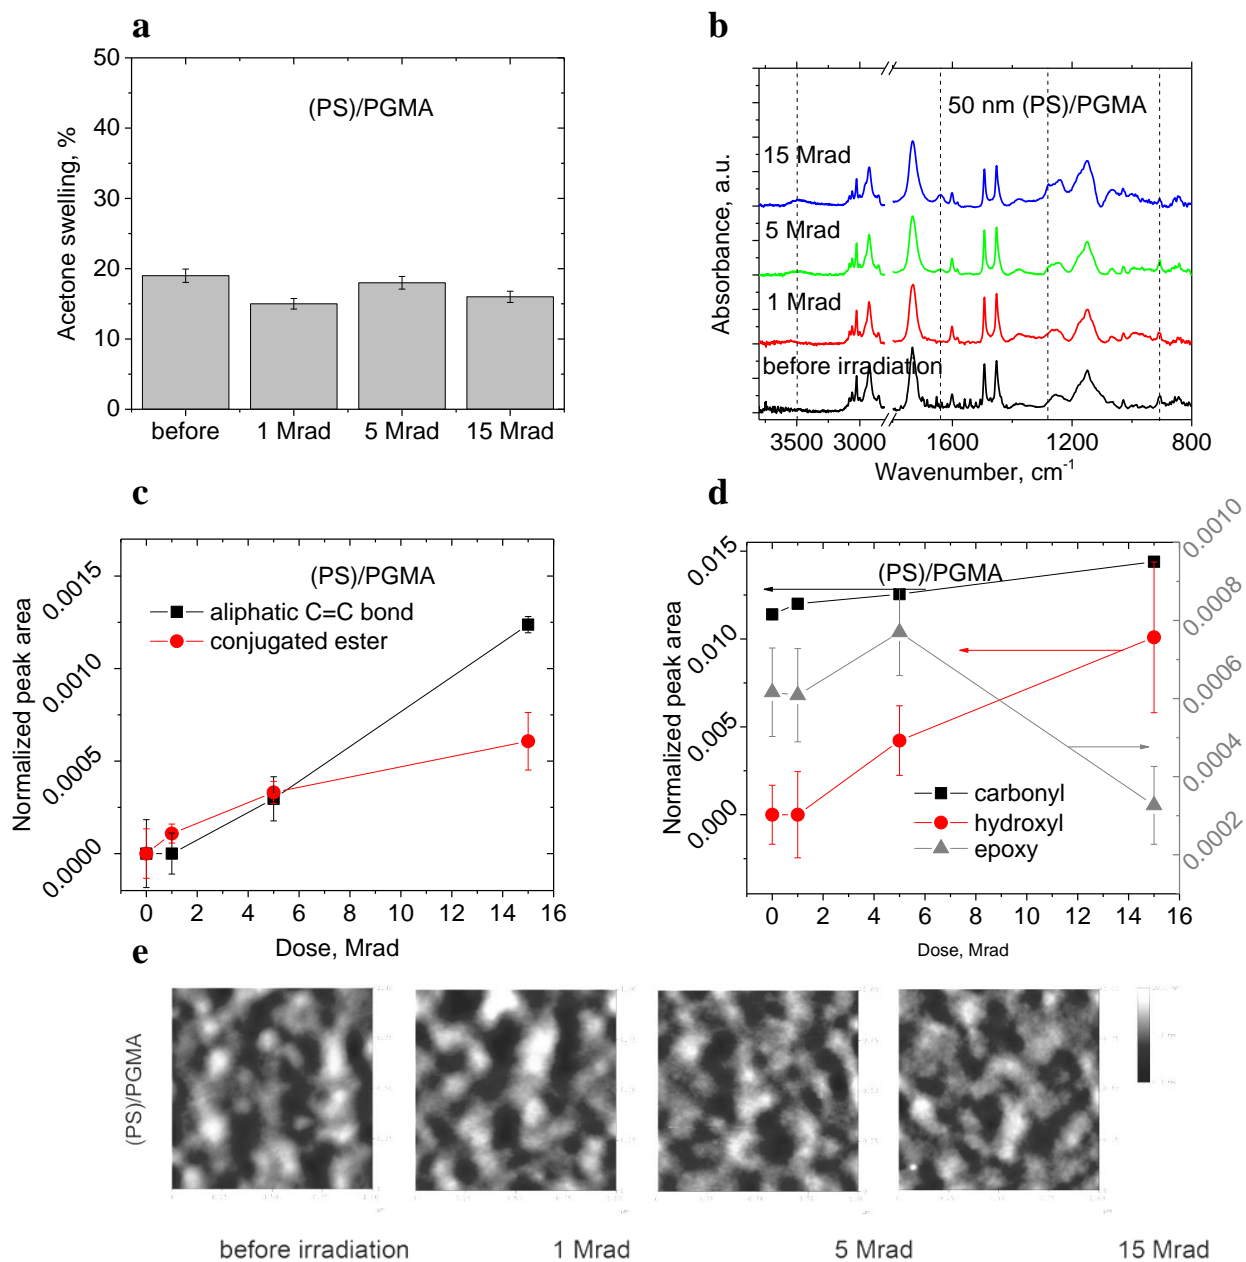 a
50
40
30
20
10
0
Acetone swelling, %
(PS)/PGMA
before 1 Mrad 5 Mrad 15 Mrad
b
50 nm (PS)/PGMA
15 Mrad
5 Mrad
1 Mrad
before irradiation
Absorbance, a.u.
3500 3000 1600 1200 800
Wavenumber, cm⁻¹
c
(PS)/PGMA
aliphatic C=C bond
conjugated ester
0.0015
0.0010
0.0005
0.0000
Normalized peak area
0 2 4 6 8 10 12 14 16
Dose, Mrad
d
(PS)/PGMA
carbonyl
hydroxyl
epoxy
0.015
0.010
0.005
0.000
Normalized peak area
0.0010
0.0008
0.0006
0.0004
0.0002
0 2 4 6 8 10 12 14 16
Dose, Mrad
e
(PS)/PGMA
before irradiation 1 Mrad 5 Mrad 15 Mrad